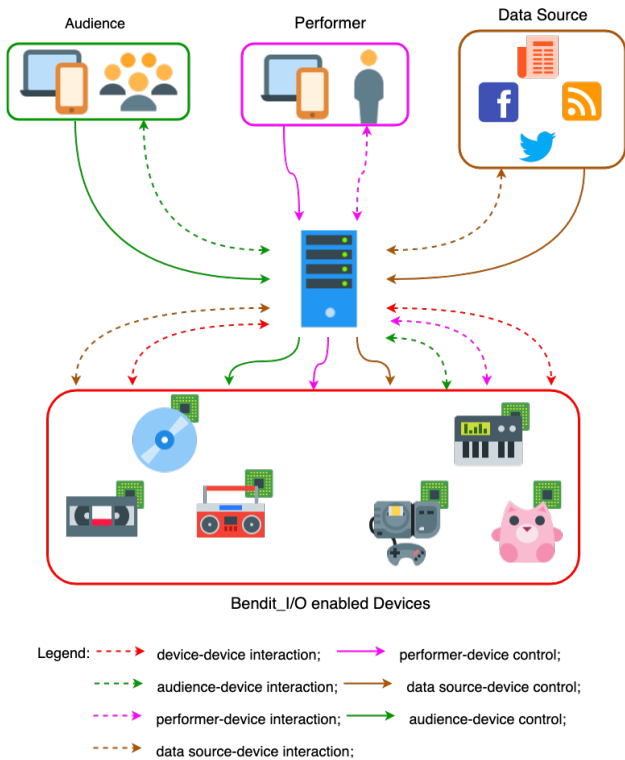 Audience
Performer
Data Source
f
Bendit_I/O enabled Devices
Legend: device-device interaction; performer-device control;
audience-device interaction; data source-device control;
performer-device interaction; audience-device control;
data source-device interaction;